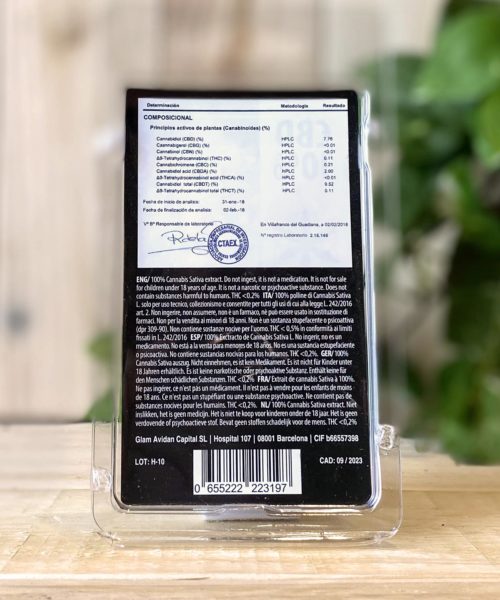 Determinación Metodología Resultado
COMPOSICIONAL
Principios activos de plantas (Canabinoides) (%)
Cannabidiol (CBD) (%) HPLC 7.76
Cannabigerol (CBG) (%) HPLC <0.01
Cannabinol (CBN) (%) HPLC <0.01
Δ9-Tetrahydrocannabinol (THC) (%) HPLC 0.11
Cannabichromene (CBC) (%) HPLC 0.21
Cannabidiol acid (CBDA) (%) HPLC 2.00
Δ9-Tetrahydrocannabinol acid (THCA) (%) HPLC <0.01
Cannabidiol total (CBDT) (%) HPLC 9.52
Δ9-Tetrahydrocannabinol total (THCT) (%) HPLC 0.11
Fecha de inicio de analisis: 31-ene.-18
Fecha de finalización de analisis: 02-feb.-18
Vº Bº Responsable de laboratorio En Villafranco del Guadiana, a 02/02/2018
Nº registro Laboratorio 2.16.146
CTAEX
ENG/ 100% Cannabis Sativa extract. Do not ingest, it is not a medication. It is not for sale
for children under 18 years of age. It is not a narcotic or psychoactive substance. Does not
contain substances harmful to humans. THC <0,2% ITA/ 100% polline di Cannabis Sativa
L. solo per uso tecnico, collezionismo e consentite per tutti gli usi di cui alla legge L. 242/2016
art. 2. Non ingerire, non assumere, non è un farmaco, nè può essere usato in sostituzione di
farmaci. Non per la vendita ai minori di 18 anni. Non è una sostanza stupefacente o psicoattiva
(dpr 309-90). Non contiene sostanze nocive per l'uomo. THC < 0,5% in conformità ai limiti
fissati in L. 242/2016 ESP/ 100% Exctracto de Cannabis Sativa L. No ingerir, no es un
medicamento. No está a la venta para menores de 18 años. No es una sustancia estupefaciente
o psicoactiva. No contiene sustancias nocivas para los humanos. THC <0,2%. GER/ 100%
Cannabis Sativa auszug. Nicht einnehmen, es ist kein Medikament. Es ist nicht für Kinder unter
18 Jahren erhältlich. Es ist keine narkotische oder psychoaktive Substanz. Enthält keine für
den Menschen schädlichen Substanzen. THC <0,2% FRA/ Extrait de cannabis Sativa à 100%.
Ne pas ingérer, ce n'est pas un médicament. Il n'est pas à vendre pour les enfants de moins
de 18 ans. Ce n'est pas un stupéfiant ou une substance psychoactive. Ne contient pas de
substances nocives pour les humains. THC <0,2%. NL/ 100% Cannabis Sativa extract. Niet
inslikken, het is geen medicijn. Het is niet te koop voor kinderen onder de 18 jaar. Het is geen
verdovende of psychoactieve stof. Bevat geen stoffen schadelijk voor de mens. THC <0,2%
Glam Avidan Capital SL | Hospital 107 | 08001 Barcelona | CIF b66557398
LOT: H-10 CAD: 09 / 2023
0 655222 223197